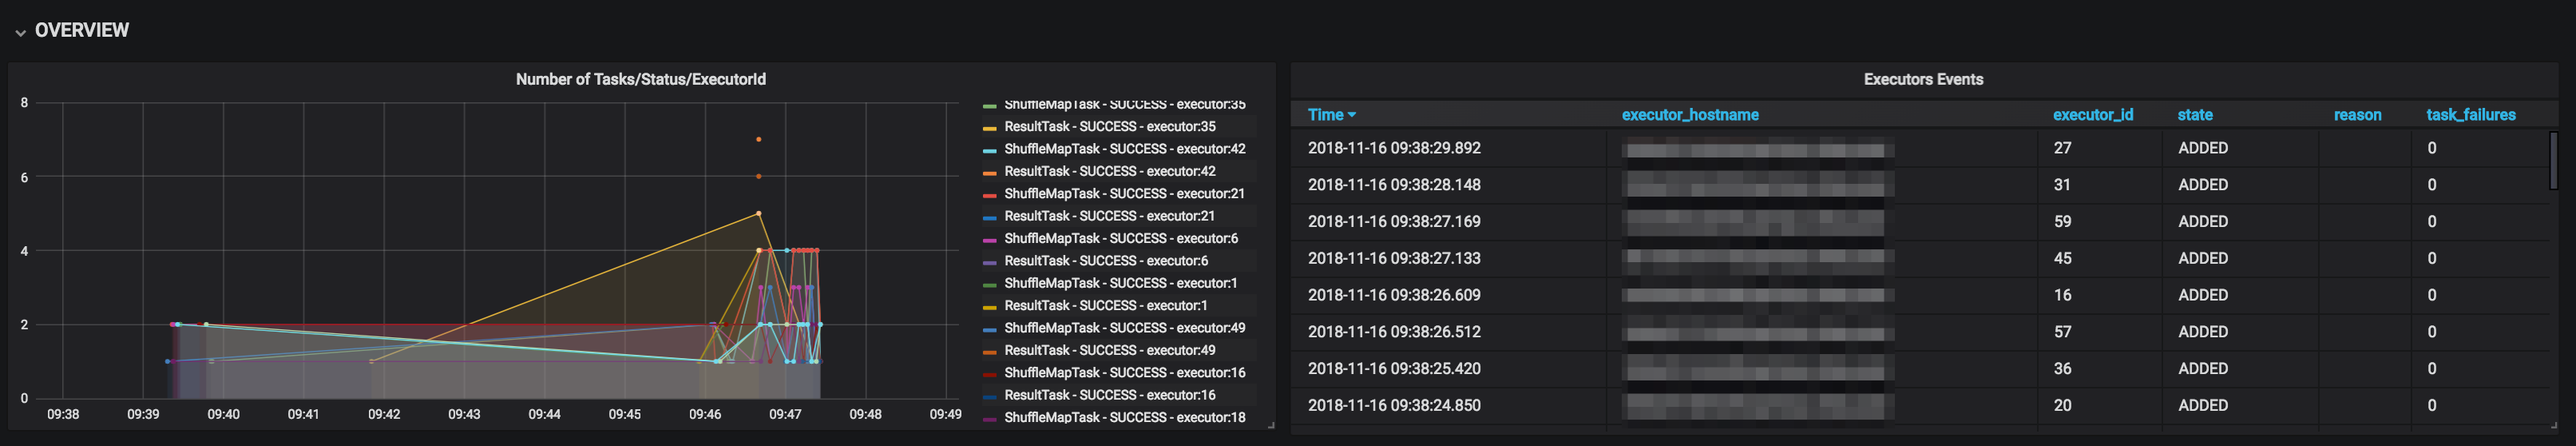 OVERVIEW
Number of Tasks/Status/ExecutorId
8
6
4
2
0
09:38 09:39 09:40 09:41 09:42 09:43 09:44 09:45 09:46 09:47 09:48 09:49
ShuffleMapTask - SUCCESS - executor:35
ResultTask - SUCCESS - executor:35
ShuffleMapTask - SUCCESS - executor:42
ResultTask - SUCCESS - executor:42
ShuffleMapTask - SUCCESS - executor:21
ResultTask - SUCCESS - executor:21
ShuffleMapTask - SUCCESS - executor:6
ResultTask - SUCCESS - executor:6
ShuffleMapTask - SUCCESS - executor:1
ResultTask - SUCCESS - executor:1
ShuffleMapTask - SUCCESS - executor:49
ResultTask - SUCCESS - executor:49
ShuffleMapTask - SUCCESS - executor:16
ResultTask - SUCCESS - executor:16
ShuffleMapTask - SUCCESS - executor:18
Executors Events
Time executor_hostname executor_id state reason task_failures
2018-11-16 09:38:29.892 27 ADDED 0
2018-11-16 09:38:28.148 31 ADDED 0
2018-11-16 09:38:27.169 59 ADDED 0
2018-11-16 09:38:27.133 45 ADDED 0
2018-11-16 09:38:26.609 16 ADDED 0
2018-11-16 09:38:26.512 57 ADDED 0
2018-11-16 09:38:25.420 36 ADDED 0
2018-11-16 09:38:24.850 20 ADDED 0